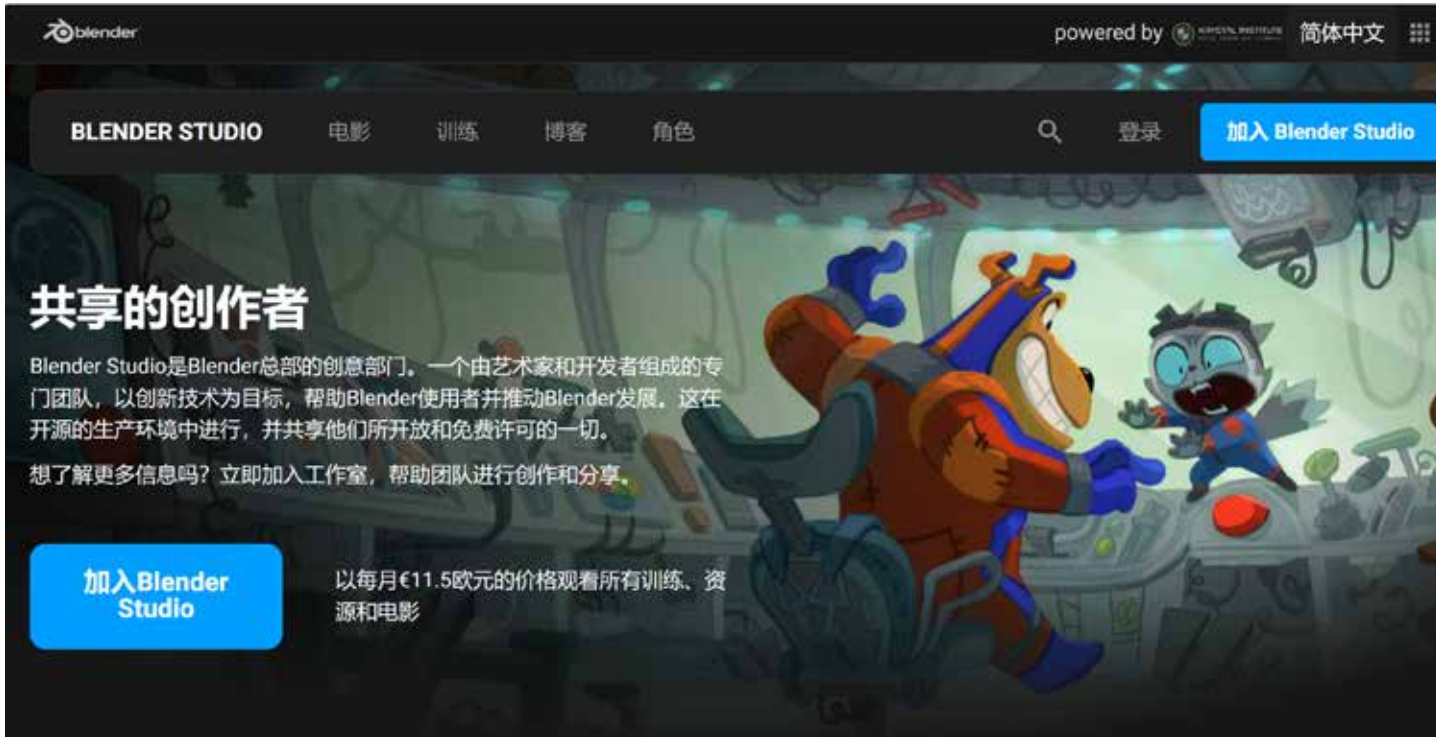 blender
powered by
简体中文
BLENDER STUDIO 电影 训练 博客 角色 登录 加入 Blender Studio
共享的创作者
Blender Studio是Blender总部的创意部门。一个由艺术家和开发者组成的专
门团队，以创新技术为目标，帮助Blender使用者并推动Blender发展。这在
开源的生产环境中进行，并共享他们所开放和免费许可的一切。
想了解更多信息吗？立即加入工作室，帮助团队进行创作和分享。
加入Blender
Studio
以每月€11.5欧元的价格观看所有训练、资
源和电影